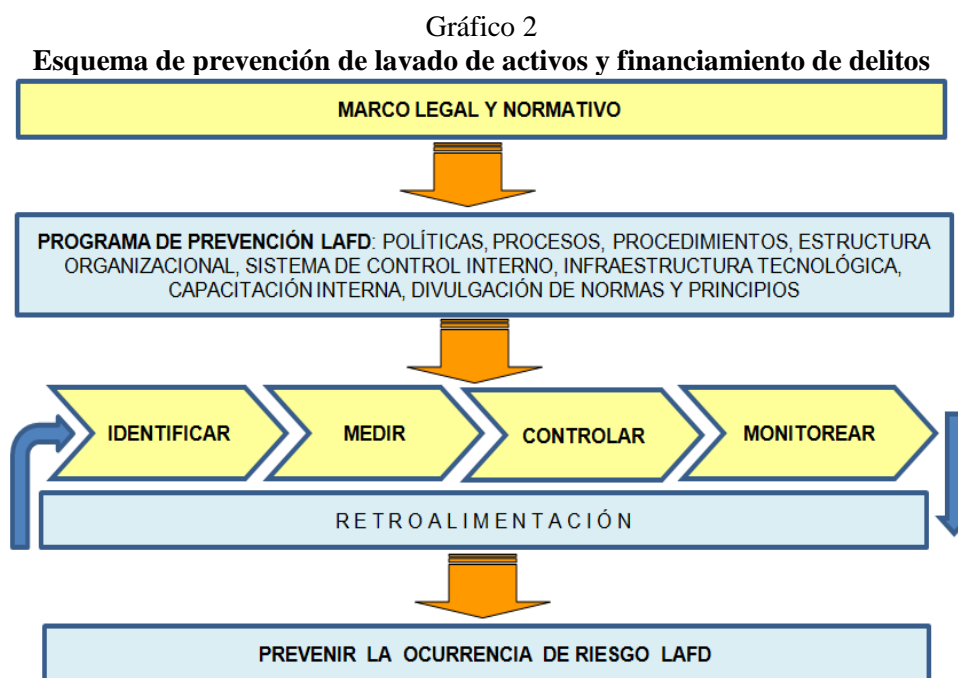 Gráfico 2
Esquema de prevención de lavado de activos y financiamiento de delitos
MARCO LEGAL Y NORMATIVO
PROGRAMA DE PREVENCIÓN LAFD: POLÍTICAS, PROCESOS, PROCEDIMIENTOS, ESTRUCTURA
ORGANIZACIONAL, SISTEMA DE CONTROL INTERNO, INFRAESTRUCTURA TECNOLÓGICA,
CAPACITACIÓN INTERNA, DIVULGACIÓN DE NORMAS Y PRINCIPIOS
IDENTIFICAR
MEDIR
CONTROLAR
MONITOREAR
RETROALIMENTACIÓN
PREVENIR LA OCURRENCIA DE RIESGO LAFD